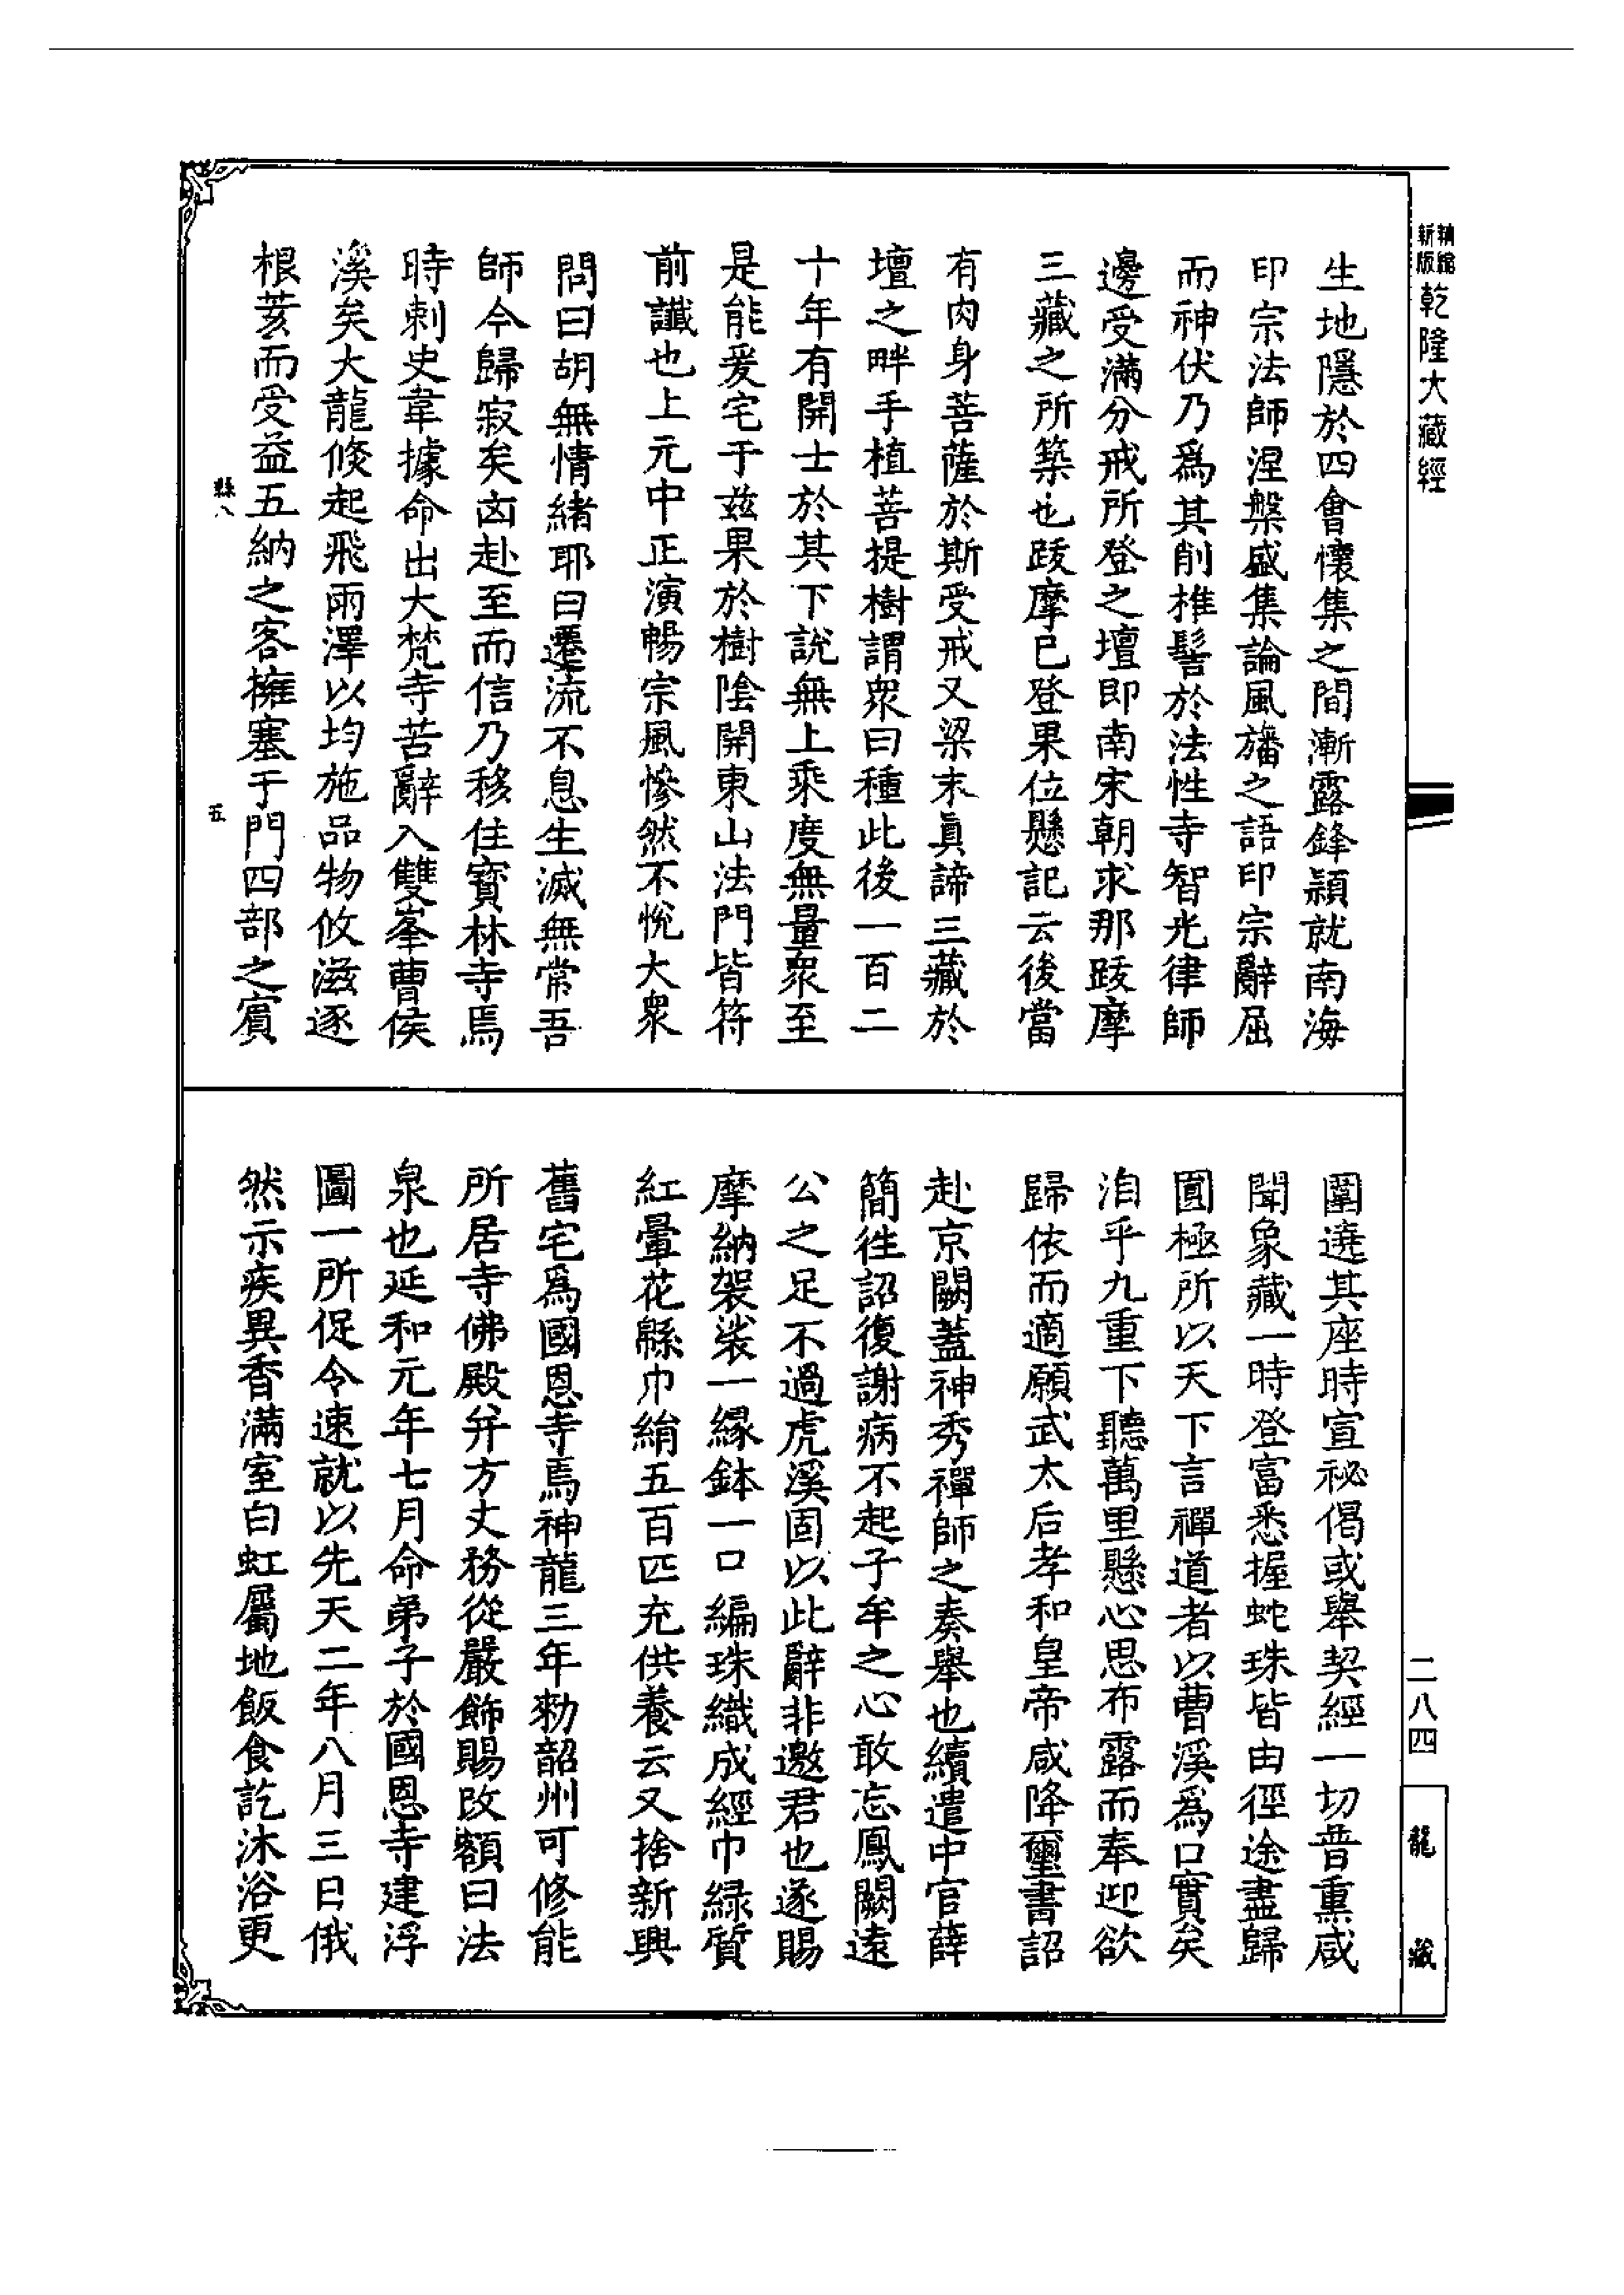 精縮
新版
乾隆大藏經
生地隱於四會懷集之間漸露鋒穎就南海
印宗法師涅槃盛集論風旛之語印宗辭屈
而神伏乃爲其削椎髻於法性寺智光律師
邊受滿分戒所登之壇即南宋朝求那跋摩
三藏之所築也跋摩已登果位懸記云後當
有肉身菩薩於斯受戒又梁末眞諦三藏於
壇之畔手植菩提樹謂衆曰種此後一百二
十年有開士於其下說無上乘度無量衆至
是能爰宅于兹果於樹陰開東山法門皆符
前讖也上元中正演暢宗風慘然不悅大衆
問曰胡無情緒耶曰遷流不息生滅無常吾
師今歸寂矣凶赴至而信乃移住寳林寺焉
時刺史韋據命出大梵寺苦辭入雙峯曹侯
溪矣大龍倏起飛雨澤以均施品物攸滋逐
根荄而受益五納之客擁塞于門四部之賓
縣八
五
圍遶其座時宣祕偈或舉契經一切普熏咸
聞象藏一時登富悉握蛇珠皆由徑途盡歸
圓極所以天下言禪道者以曹溪爲口實矣
洎乎九重下聽萬里懸心思布露而奉迎欲
歸依而適願武太后孝和皇帝咸降璽書詔
赴京闕蓋神秀禪師之奏舉也續遣中官薛
簡徃詔復謝病不起子牟之心敢忘鳳闕遠
公之足不過虎溪固以此辭非邀君也遂賜
摩納袈裟一緣鉢一口編珠織成經巾綠質
紅暈花緜巾絹五百匹充供養云又捨新興
舊宅爲國恩寺焉神龍三年勑韶州可修能
所居寺佛殿并方丈務從嚴飾賜改額曰法
泉也延和元年七月命弟子於國恩寺建浮
圖一所促令速就以先天二年八月三日俄
然示疾異香滿室白虹屬地飯食訖沐浴更
二八四
龍
藏